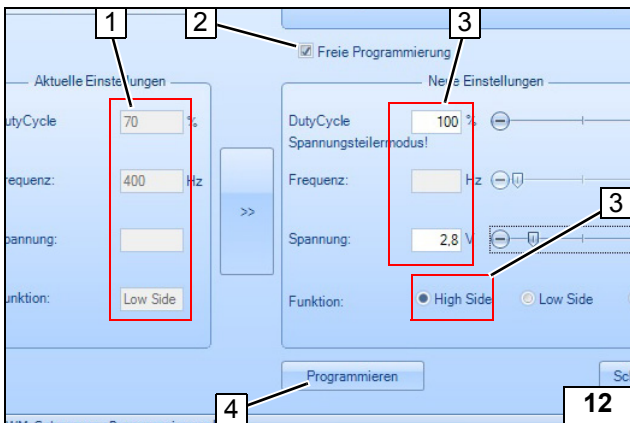 1
2
3
Freie Programmierung
Aktuelle Einstellungen
utyCycle 70 %
requenz: 400 Hz
pannung:
unktion: Low Side
>>
Neue Einstellungen
DutyCycle 100 %
Spannungsteilermodus!
Frequenz: Hz
3
Spannung: 2,8 V
Funktion: High Side Low Side
Programmieren
Sc
4
12